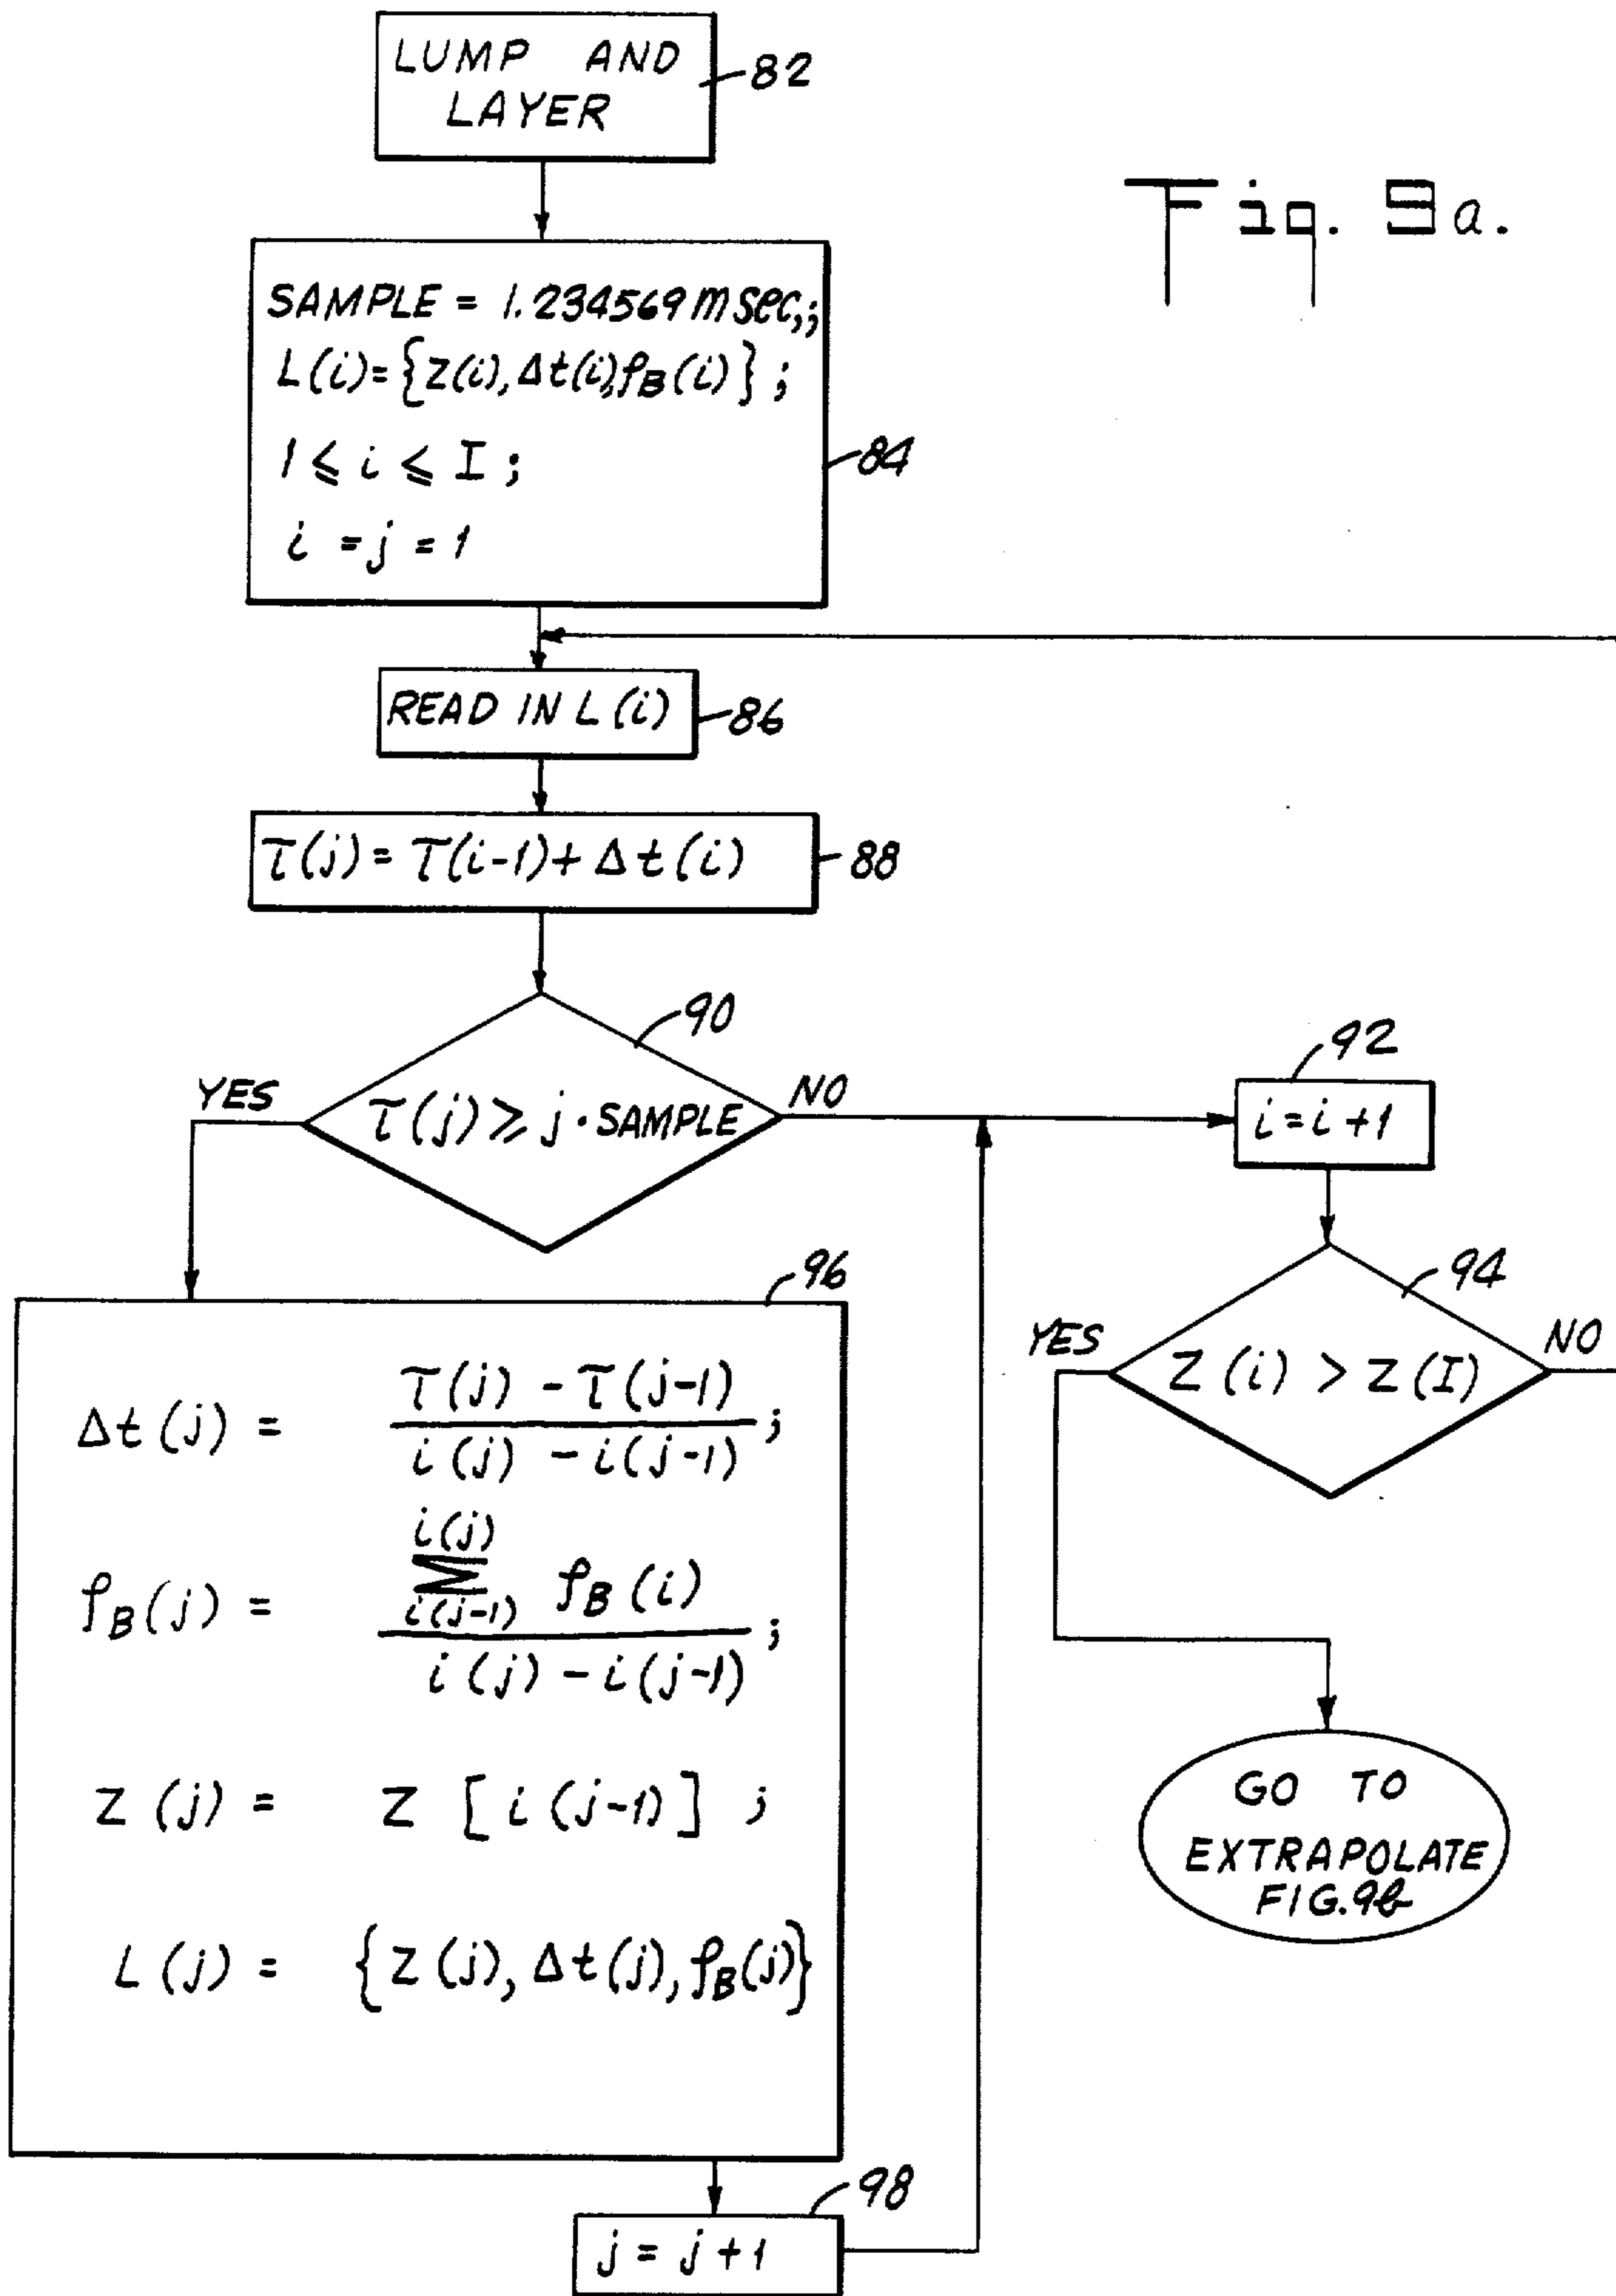 LUMP AND
LAYER
82
Fig. 9a.
SAMPLE = 1.234569 msec,;
L(i)={Z(i), Δt(i),ρB(i)} ;
1 ≤ i ≤ I ;
i = j = 1
84
READ IN L(i)
86
τ(j) = τ(i-1)+ Δt(i)
88
90
YES
τ(j) ≥ j · SAMPLE
NO
92
i = i +1
96
Δt(j) = τ(j) - τ(j-1)
i(j) - i(j-1) ;
i(j)
ρB(j) = Σ ρB(i)
i(j-1)
i(j) - i(j-1) ;
Z(j) = Z [i(j-1)] ;
L(j) = {Z(j), Δt(j), ρB(j)}
98
j = j +1
94
YES
Z(i) > Z(I)
NO
GO TO
EXTRAPOLATE
FIG.9b